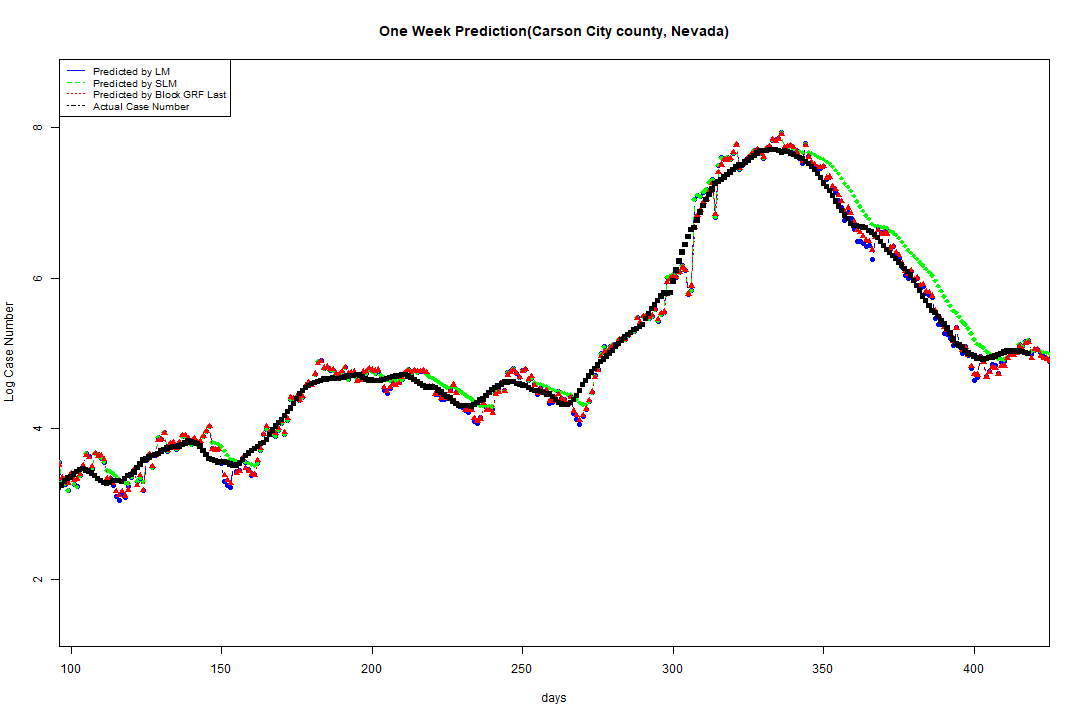 One Week Prediction(Carson City county, Nevada)
Predicted by LM
Predicted by SLM
Predicted by Block GRF Last
Actual Case Number
8
6
4
2
Log Case Number
100 150 200 250 300 350 400
days